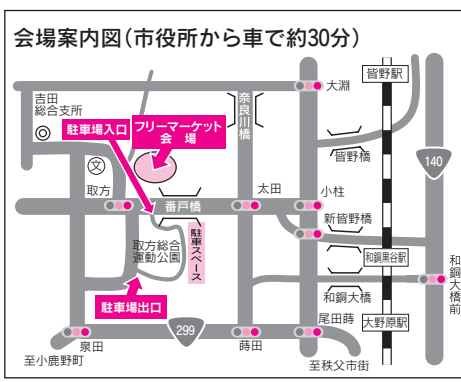 会場案内図(市役所から車で約30分)
皆野駅
大淵
吉田
総合支所
奈良川橋
駐車場入口
フリーマーケット
会場
文
皆野橋
140
取方
太田
小柱
番戸橋
新皆野橋
取方総合
運動公園
駐車スペース
和銅黒谷駅
和銅大橋前
和銅大橋
駐車場出口
大野原駅
299
尾田蒔
泉田
蒔田
至小鹿野町
至秩父市街